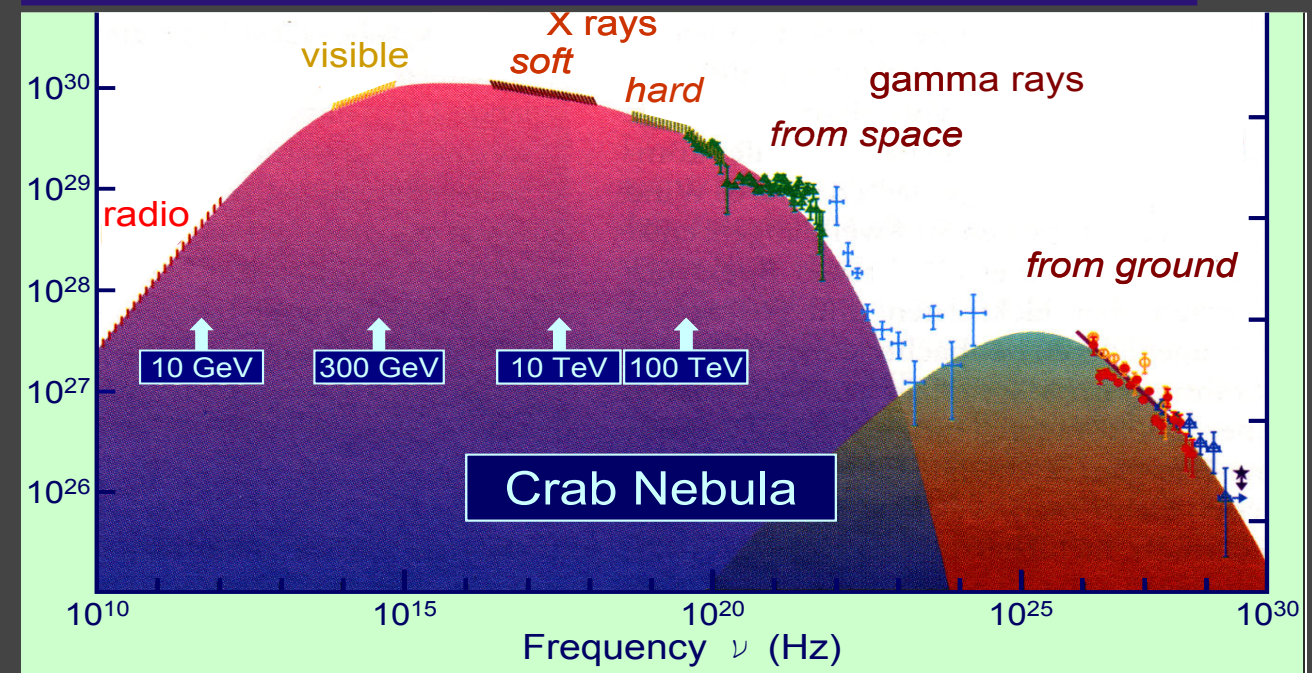 X rays
visible
soft
hard
gamma rays
from space
radio
from ground
10³⁰
10²⁹
10²⁸
10²⁷
10²⁶
10 GeV
300 GeV
10 TeV
100 TeV
Crab Nebula
10¹⁰
10¹⁵
10²⁰
10²⁵
10³⁰
Frequency ν (Hz)